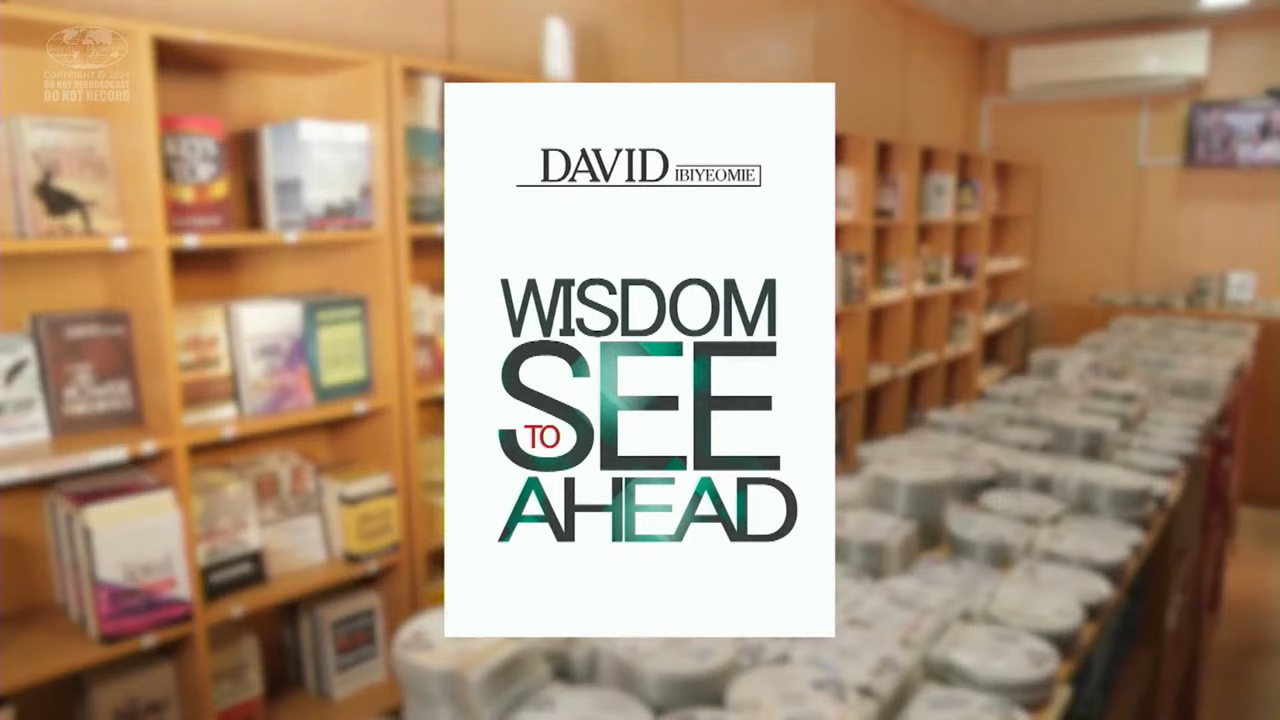 COPYRIGHT © 2024
DO NOT REBROADCAST
DO NOT RECORD
DAVID IBIYEOMIE
WISDOM
TO SEE
AHEAD